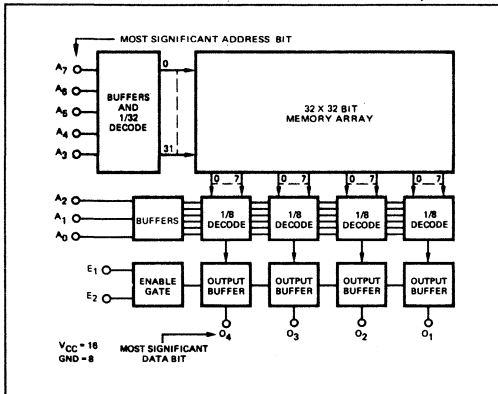 MOST SIGNIFICANT ADDRESS BIT
A7
A6
A5
A4
A3
BUFFERS
AND
1/32
DECODE
0
31
32 X 32 BIT
MEMORY ARRAY
0 7
0 7
0 7
0 7
A2
A1
A0
BUFFERS
1/8
DECODE
1/8
DECODE
1/8
DECODE
1/8
DECODE
E1
E2
ENABLE
GATE
OUTPUT
BUFFER
OUTPUT
BUFFER
OUTPUT
BUFFER
OUTPUT
BUFFER
O4
O3
O2
O1
VCC = 16
GND = 8
MOST SIGNIFICANT
DATA BIT